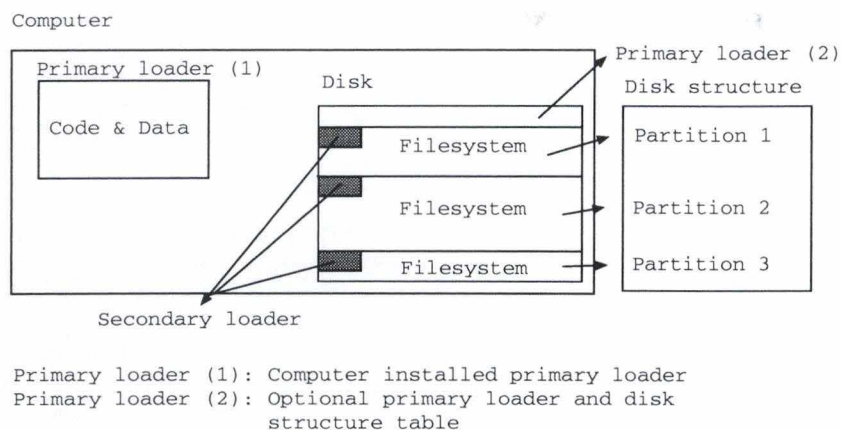 Computer
Primary loader (2)
Primary loader (1)
Disk
Disk structure
Code & Data
Filesystem
Partition 1
Filesystem
Partition 2
Filesystem
Partition 3
Secondary loader
Primary loader (1): Computer installed primary loader
Primary loader (2): Optional primary loader and disk
structure table